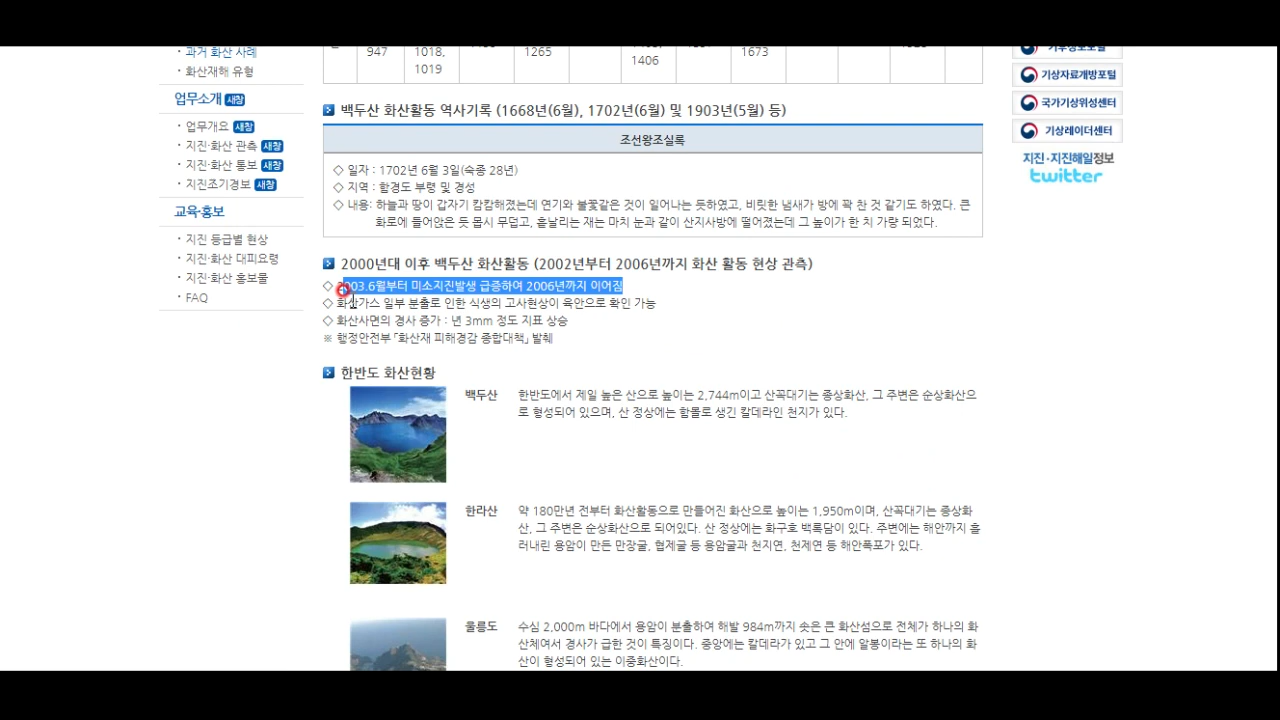 과거 화산 사례
화산재해 유형
업무소개 새창
업무개요 새창
지진·화산 관측 새창
지진·화산 통보 새창
지진조기경보 새창
교육·홍보
지진 등급별 현상
지진·화산 대피요령
지진·화산 홍보물
FAQ
947
1018,
1019
1265
1406
1673
백두산 화산활동 역사기록 (1668년(6월), 1702년(6월) 및 1903년(5월) 등)
조선왕조실록
◇ 일자 : 1702년 6월 3일(숙종 28년)
◇ 지역 : 함경도 부령 및 경성
◇ 내용: 하늘과 땅이 갑자기 캄캄해졌는데 연기와 불꽃같은 것이 일어나는 듯하였고, 비릿한 냄새가 방에 꽉 찬 것 같기도 하였다. 큰
화로에 들어앉은 듯 몹시 무덥고, 흩날리는 재는 마치 눈과 같이 산지사방에 떨어졌는데 그 높이가 한 치 가량 되었다.
2000년대 이후 백두산 화산활동 (2002년부터 2006년까지 화산 활동 현상 관측)
◇ 2003.6월부터 미소지진발생 급증하여 2006년까지 이어짐
◇ 화산가스 일부 분출로 인한 식생의 고사현상이 육안으로 확인 가능
◇ 화산사면의 경사 증가 : 년 3mm 정도 지표 상승
※ 행정안전부 「화산재 피해경감 종합대책」 발췌
한반도 화산현황
백두산
한반도에서 제일 높은 산으로 높이는 2,744m이고 산꼭대기는 종상화산, 그 주변은 순상화산으
로 형성되어 있으며, 산 정상에는 함몰로 생긴 칼데라인 천지가 있다.
한라산
약 180만년 전부터 화산활동으로 만들어진 화산으로 높이는 1,950m이며, 산꼭대기는 종상화
산, 그 주변은 순상화산으로 되어있다. 산 정상에는 화구호 백록담이 있다. 주변에는 해안까지 흘
러내린 용암이 만든 만장굴, 협제굴 등 용암굴과 천지연, 천제연 등 해안폭포가 있다.
울릉도
수심 2,000m 바다에서 용암이 분출하여 해발 984m까지 솟은 큰 화산섬으로 전체가 하나의 화
산체여서 경사가 급한 것이 특징이다. 중앙에는 칼데라가 있고 그 안에 알봉이라는 또 하나의 화
산이 형성되어 있는 이중화산이다.
기후정보포털
기상자료개방포털
국가기상위성센터
기상레이더센터
지진·지진해일정보
twitter